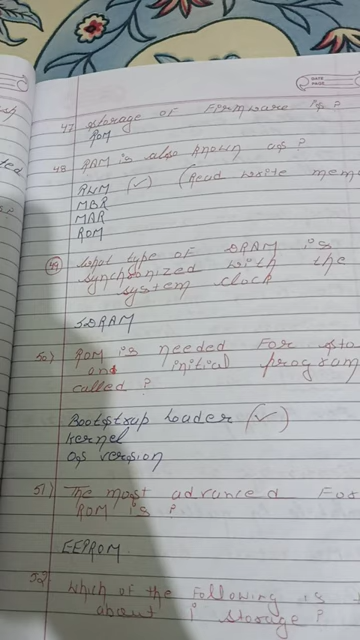 DATE
PAGE
47 Storage of Firmware is ?
ROM
48 RAM is also known as ?
RWM (✓) (Read write mem
MBR
MAR
ROM
49 What type of DRAM is
synchronized with the
system clock
SDRAM
50) ROM is needed For sto
and initial program
called ?
Bootstrap Loader (✓)
Kernel
O9s version
51) The most advanced For
ROM is ?
EEPROM
52 Which of the Following is t
about storage ?